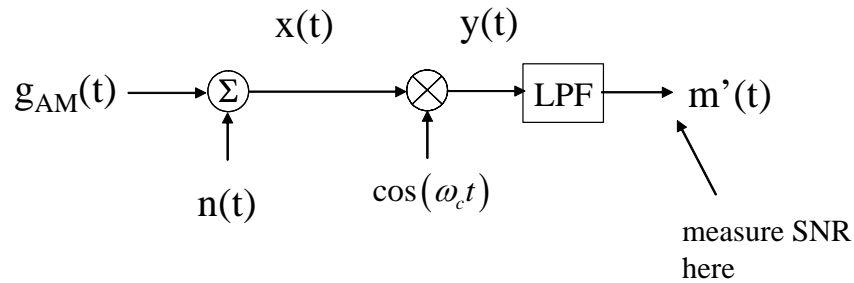 x(t)
y(t)
g_AM(t)
Σ
LPF
m’(t)
n(t)
cos(ω_c t)
measure SNR
here